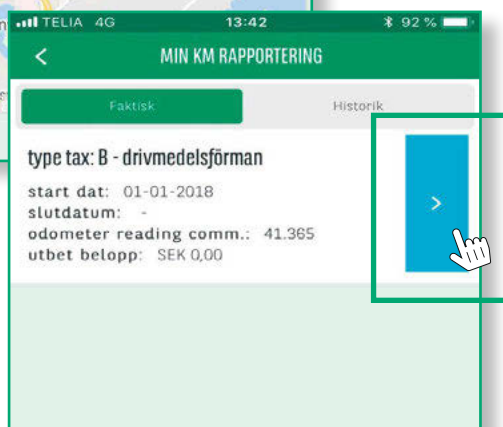 TELIA 4G 13:42 92 %
< MIN KM RAPPORTERING
Faktisk Historik
type tax: B - drivmedelsförman
start dat: 01-01-2018
slutdatum: -
odometer reading comm.: 41.365
utbet belopp: SEK 0,00
>